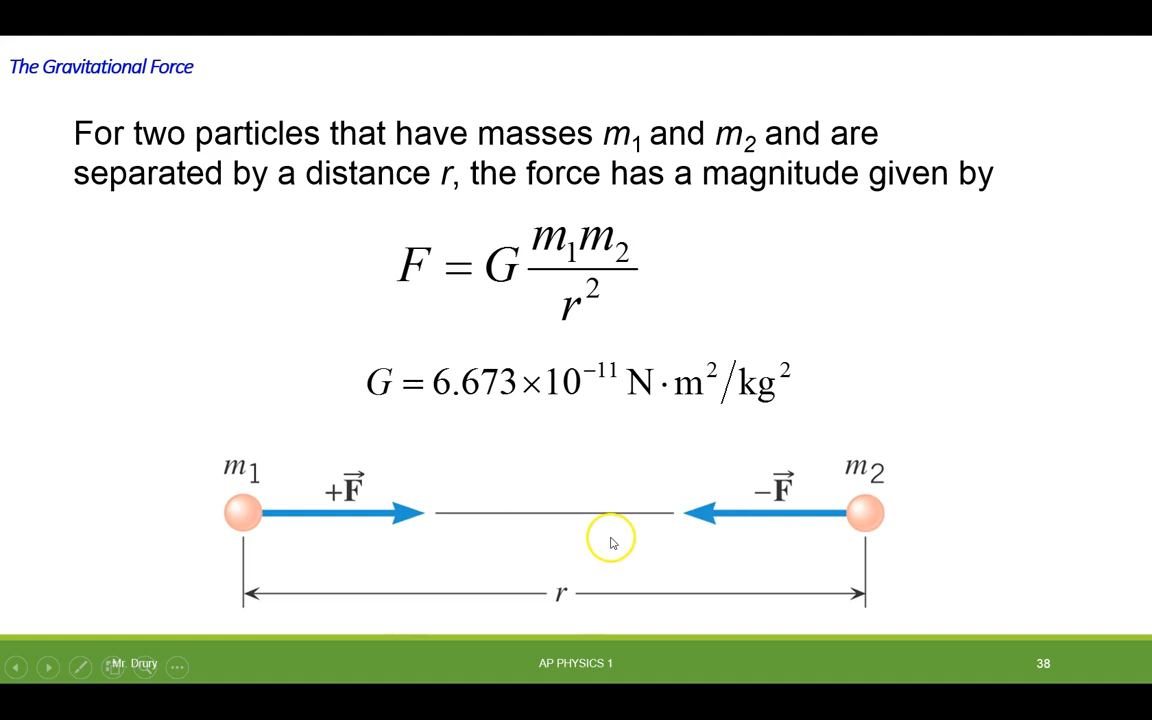 The Gravitational Force
For two particles that have masses m₁ and m₂ and are
separated by a distance r, the force has a magnitude given by
F = G m₁m₂ / r²
G = 6.673×10⁻¹¹ N·m²/kg²
m₁ +F⃗ −F⃗ m₂
r
Mr. Drury AP PHYSICS 1 38